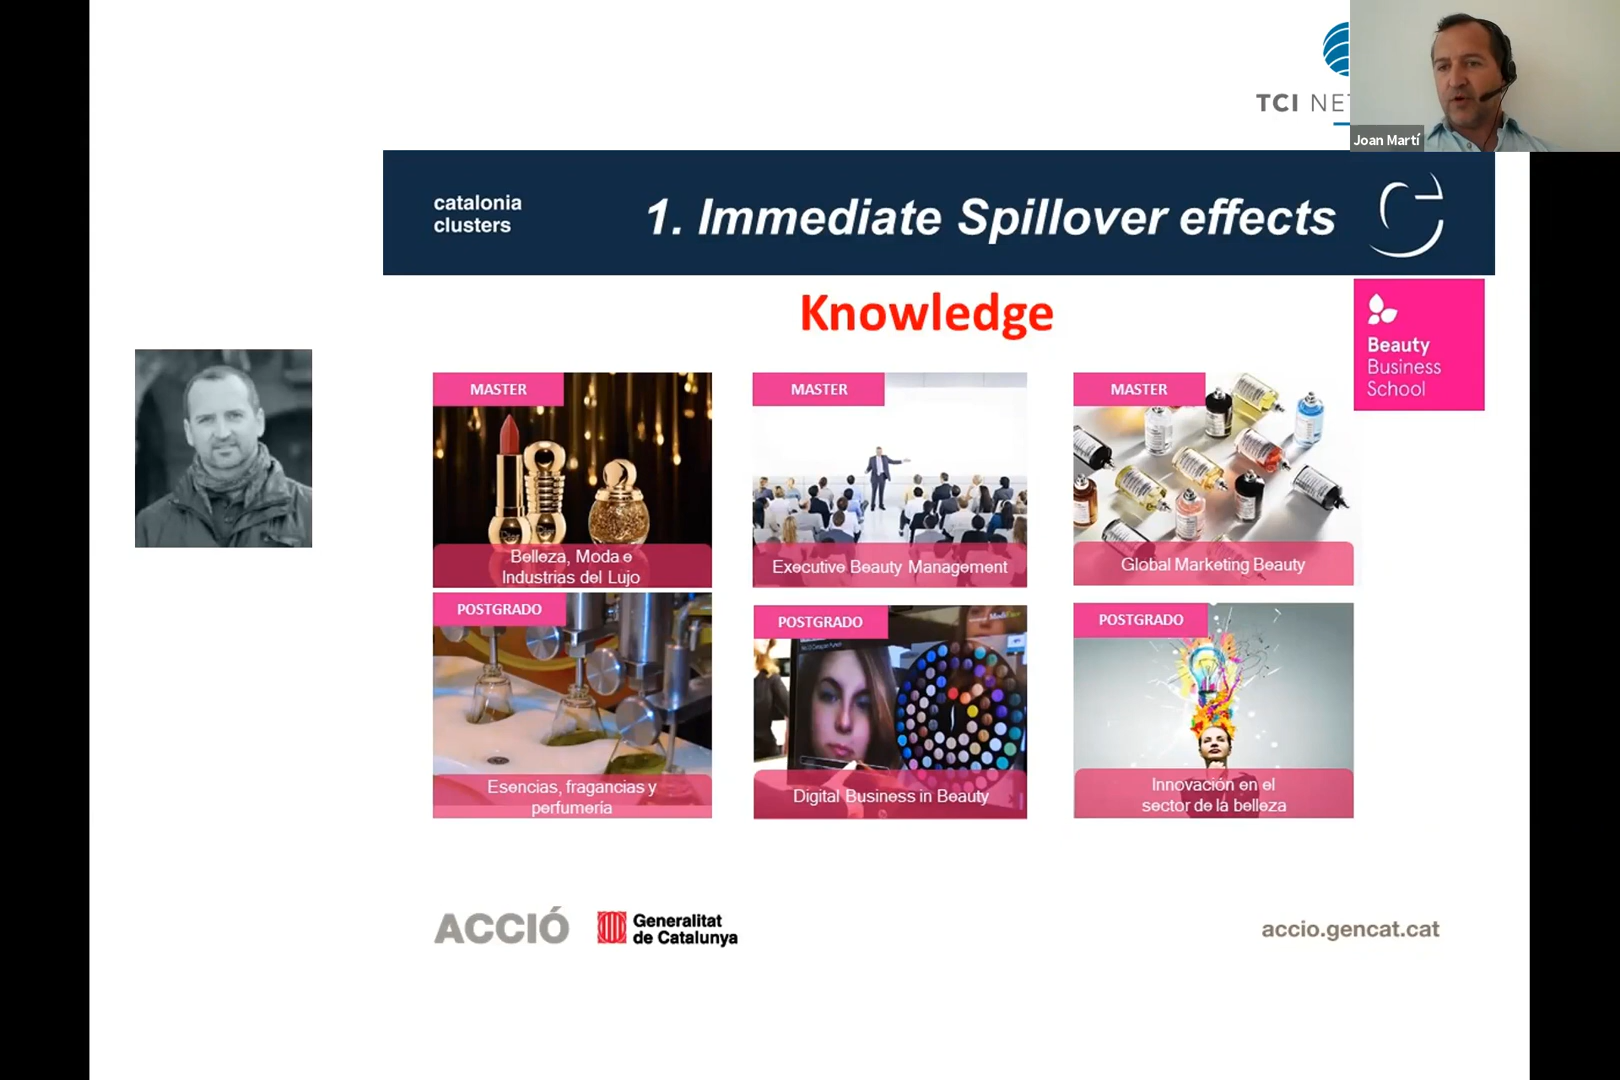 TCI NET
Joan Martí
catalonia
clusters
1. Immediate Spillover effects
Knowledge
Beauty
Business
School
MASTER
Belleza, Moda e
Industrias del Lujo
MASTER
Executive Beauty Management
MASTER
Global Marketing Beauty
POSTGRADO
Esencias, fragancias y
perfumería
POSTGRADO
Digital Business in Beauty
POSTGRADO
Innovación en el
sector de la belleza
ACCIÓ
Generalitat
de Catalunya
accio.gencat.cat